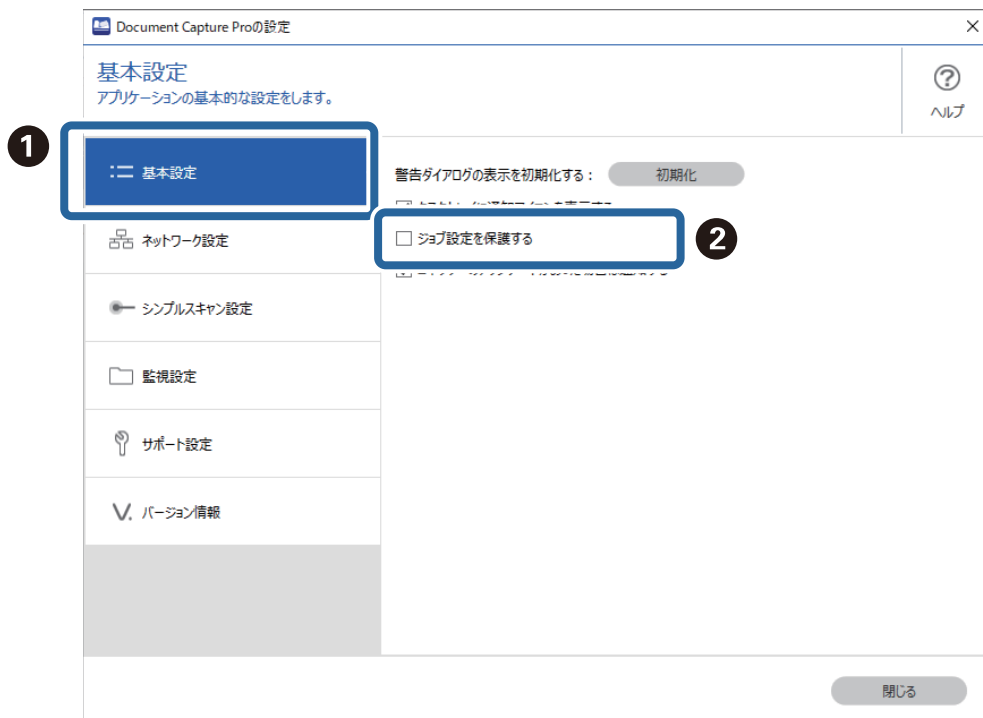 Document Capture Proの設定
基本設定
アプリケーションの基本的な設定をします。
ヘルプ
1
基本設定
警告ダイアログの表示を初期化する： 初期化
ネットワーク設定
ジョブ設定を保護する
2
シンプルスキャン設定
監視設定
サポート設定
バージョン情報
閉じる